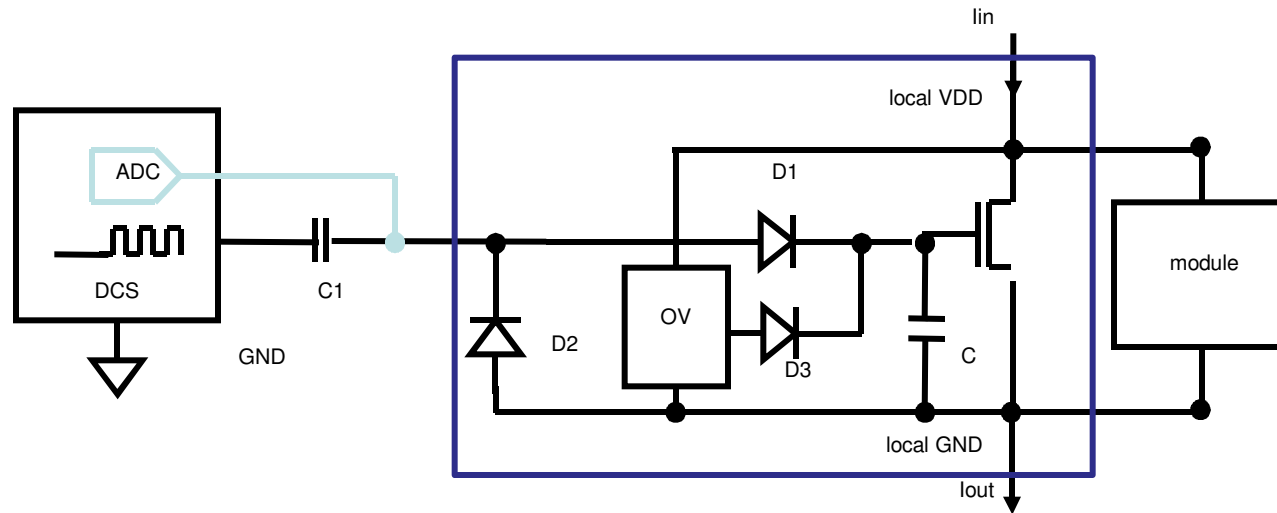 Iin
local VDD
ADC
D1
module
DCS
C1
OV
D2
GND
D3
C
local GND
Iout